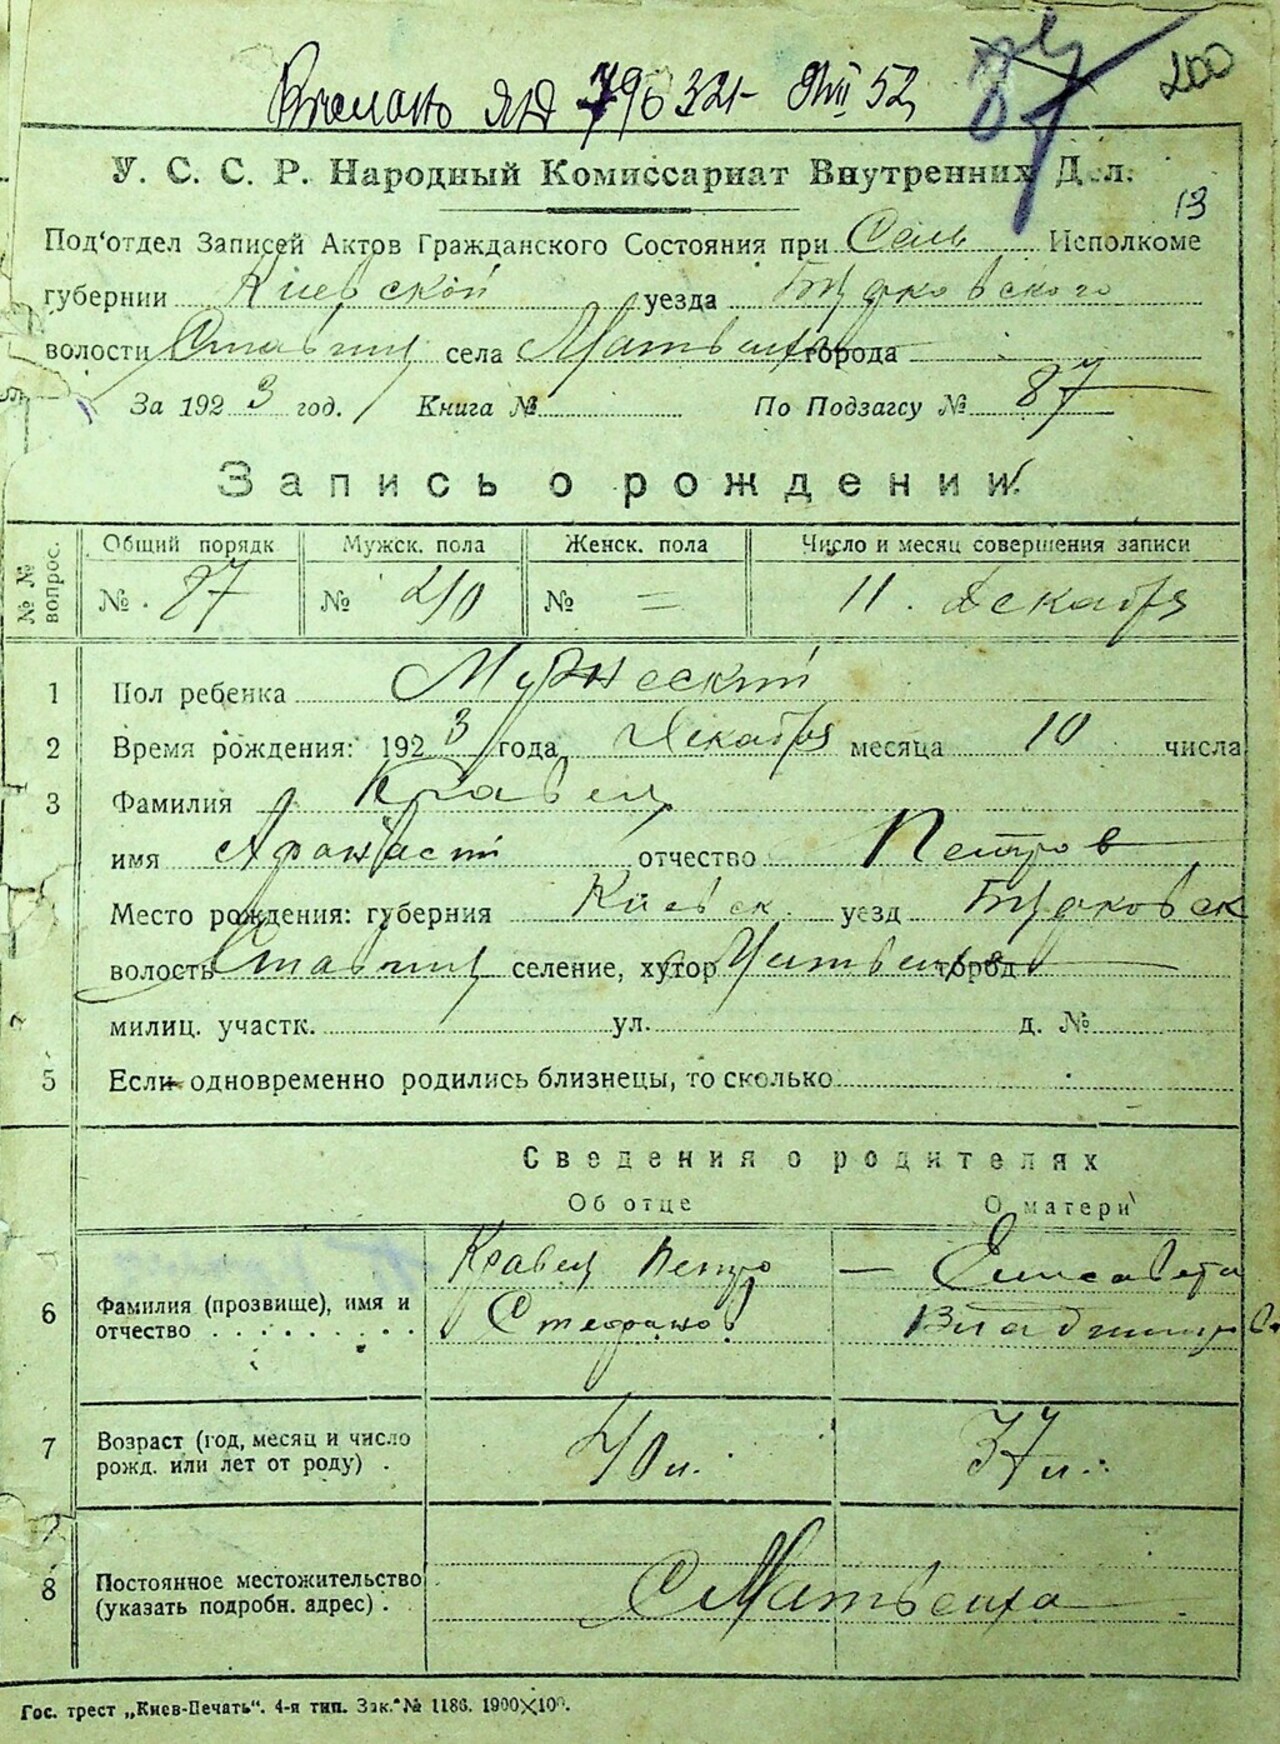 ЯД 796321- VIII 52
87
200
У. С. С. Р. Народный Комиссариат Внутренних Дел.
13
Под‘отдел Записей Актов Гражданского Состояния при Сель Исполкоме
губернии Киевской уезда
волости Ставищ села Матвеиха города —
За 1923 год. Книга № По Подзагсу № 87
Запись о рождении.
№№ вопрос. Общий порядк Мужск. пола Женск. пола Число и месяц совершения записи
№ 87 № 40 № = 11. Декабря
1 Пол ребенка Мужеский
2 Время рождения: 1923 года Декабря месяца 10 числа
3 Фамилия Кравец
имя Афанасий отчество Петров
Место рождения: губерния Киевск. уезд
волость Ставищ селение, хутор Матвеиха город —
милиц. участк. ул. д. №
5 Если одновременно родились близнецы, то сколько
Сведения о родителях
Об отце О матери
6 Фамилия (прозвище), имя и отчество Кравец Петро — Елисавета
Стефанов Владимиров
7 Возраст (год, месяц и число рожд. или лет от роду) . 40 л. 37 л.
8 Постоянное местожительство (указать подробн. адрес) . С Матвеиха
Гос. трест „Киев-Печать“. 4-я тип. Зак. № 1186. 1900×100.